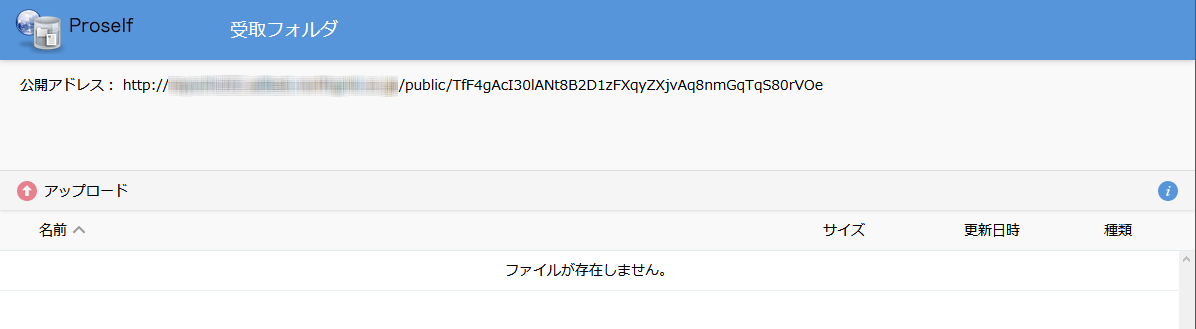 Proself
受取フォルダ
公開アドレス： http:// /public/TfF4gAcI30lANt8B2D1zFXqyZXjvAq8nmGqTqS80rVOe
アップロード
名前 サイズ 更新日時 種類
ファイルが存在しません。